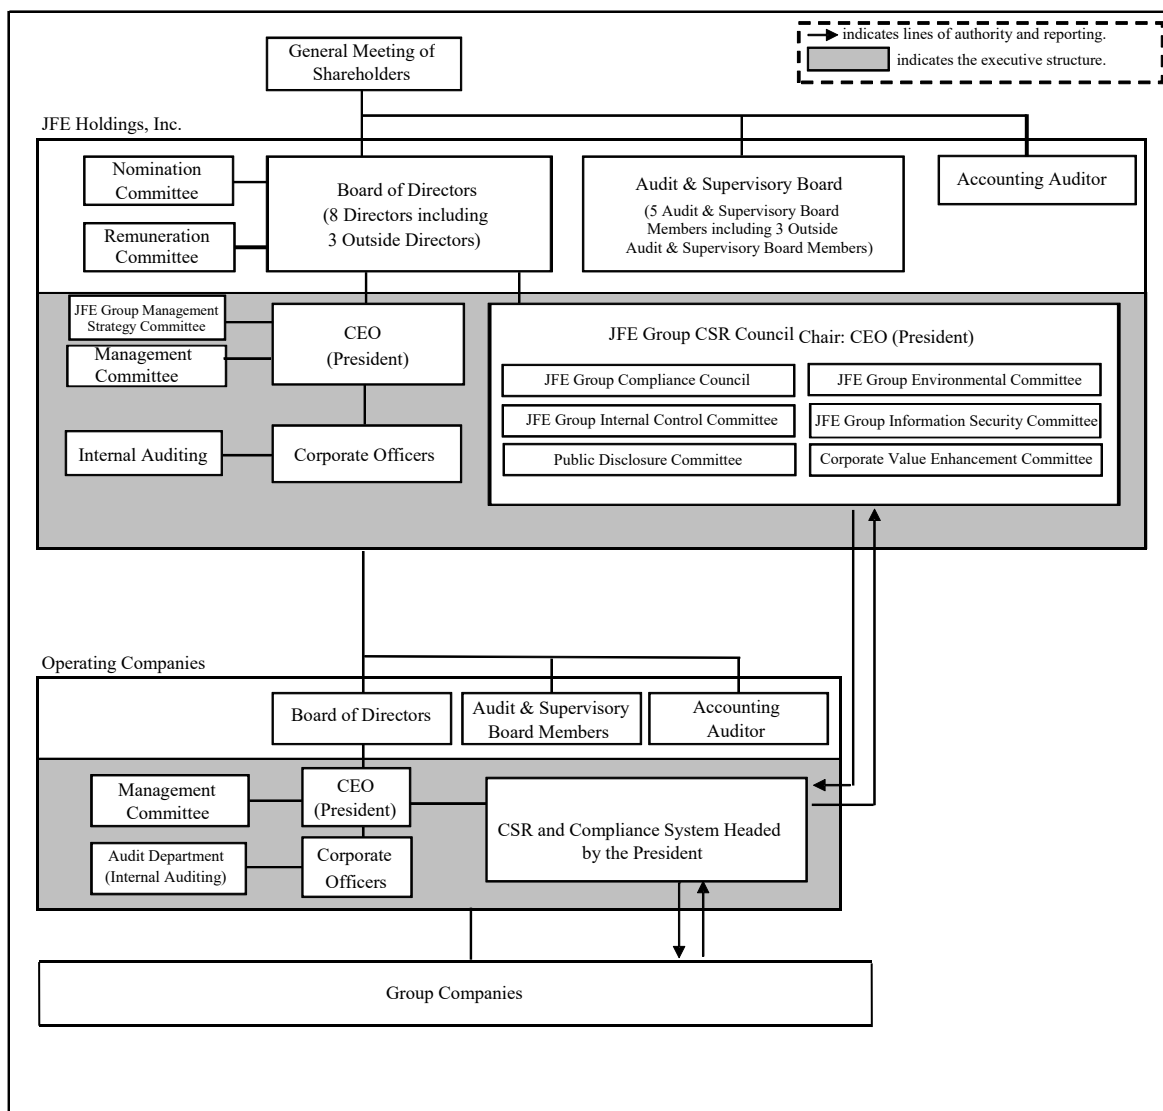 indicates lines of authority and reporting.
indicates the executive structure.
General Meeting of
Shareholders
JFE Holdings, Inc.
Nomination
Committee
Remuneration
Committee
Board of Directors
(8 Directors including
3 Outside Directors)
Audit & Supervisory Board
(5 Audit & Supervisory Board
Members including 3 Outside
Audit & Supervisory Board Members)
Accounting Auditor
JFE Group Management
Strategy Committee
Management
Committee
CEO
(President)
Internal Auditing
Corporate Officers
JFE Group CSR Council Chair: CEO (President)
JFE Group Compliance Council
JFE Group Environmental Committee
JFE Group Internal Control Committee
JFE Group Information Security Committee
Public Disclosure Committee
Corporate Value Enhancement Committee
Operating Companies
Board of Directors
Audit & Supervisory
Board Members
Accounting
Auditor
Management
Committee
CEO
(President)
Audit Department
(Internal Auditing)
Corporate
Officers
CSR and Compliance System Headed
by the President
Group Companies